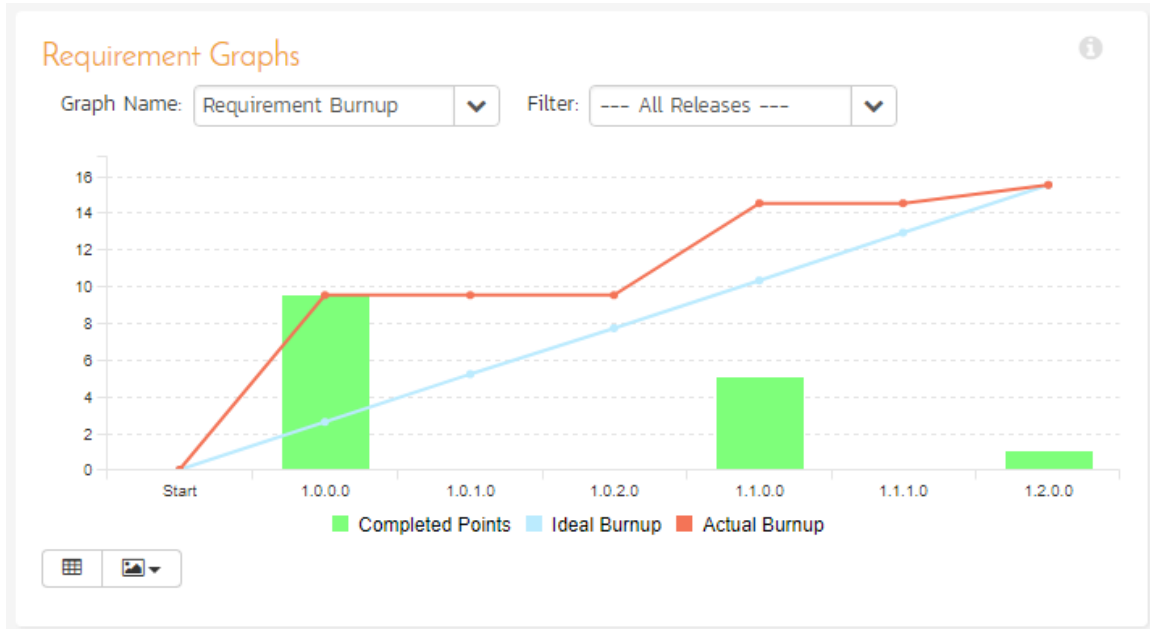 Requirement Graphs
Graph Name: Requirement Burnup Filter: --- All Releases ---
16
14
12
10
8
6
4
2
0
Start 1.0.0.0 1.0.1.0 1.0.2.0 1.1.0.0 1.1.1.0 1.2.0.0
Completed Points Ideal Burnup Actual Burnup